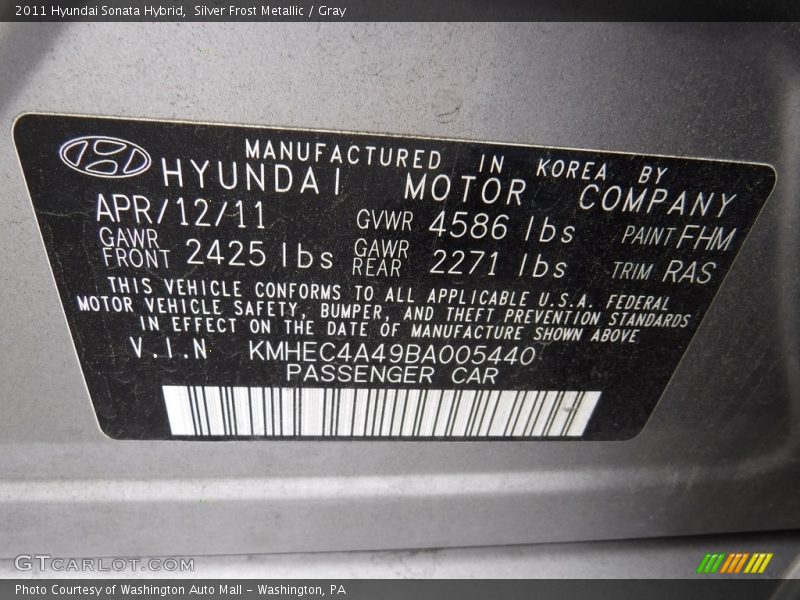 2011 Hyundai Sonata Hybrid,  Silver Frost Metallic / Gray
MANUFACTURED IN KOREA BY
HYUNDAI MOTOR COMPANY
APR/12/11 GVWR 4586 lbs PAINT FHM
GAWR FRONT 2425 lbs GAWR REAR 2271 lbs TRIM RAS
THIS VEHICLE CONFORMS TO ALL APPLICABLE U.S.A. FEDERAL
MOTOR VEHICLE SAFETY, BUMPER, AND THEFT PREVENTION STANDARDS
IN EFFECT ON THE DATE OF MANUFACTURE SHOWN ABOVE
V.I.N KMHEC4A49BA005440
PASSENGER CAR
GTCARLOT.COM
Photo Courtesy of Washington Auto Mall - Washington, PA